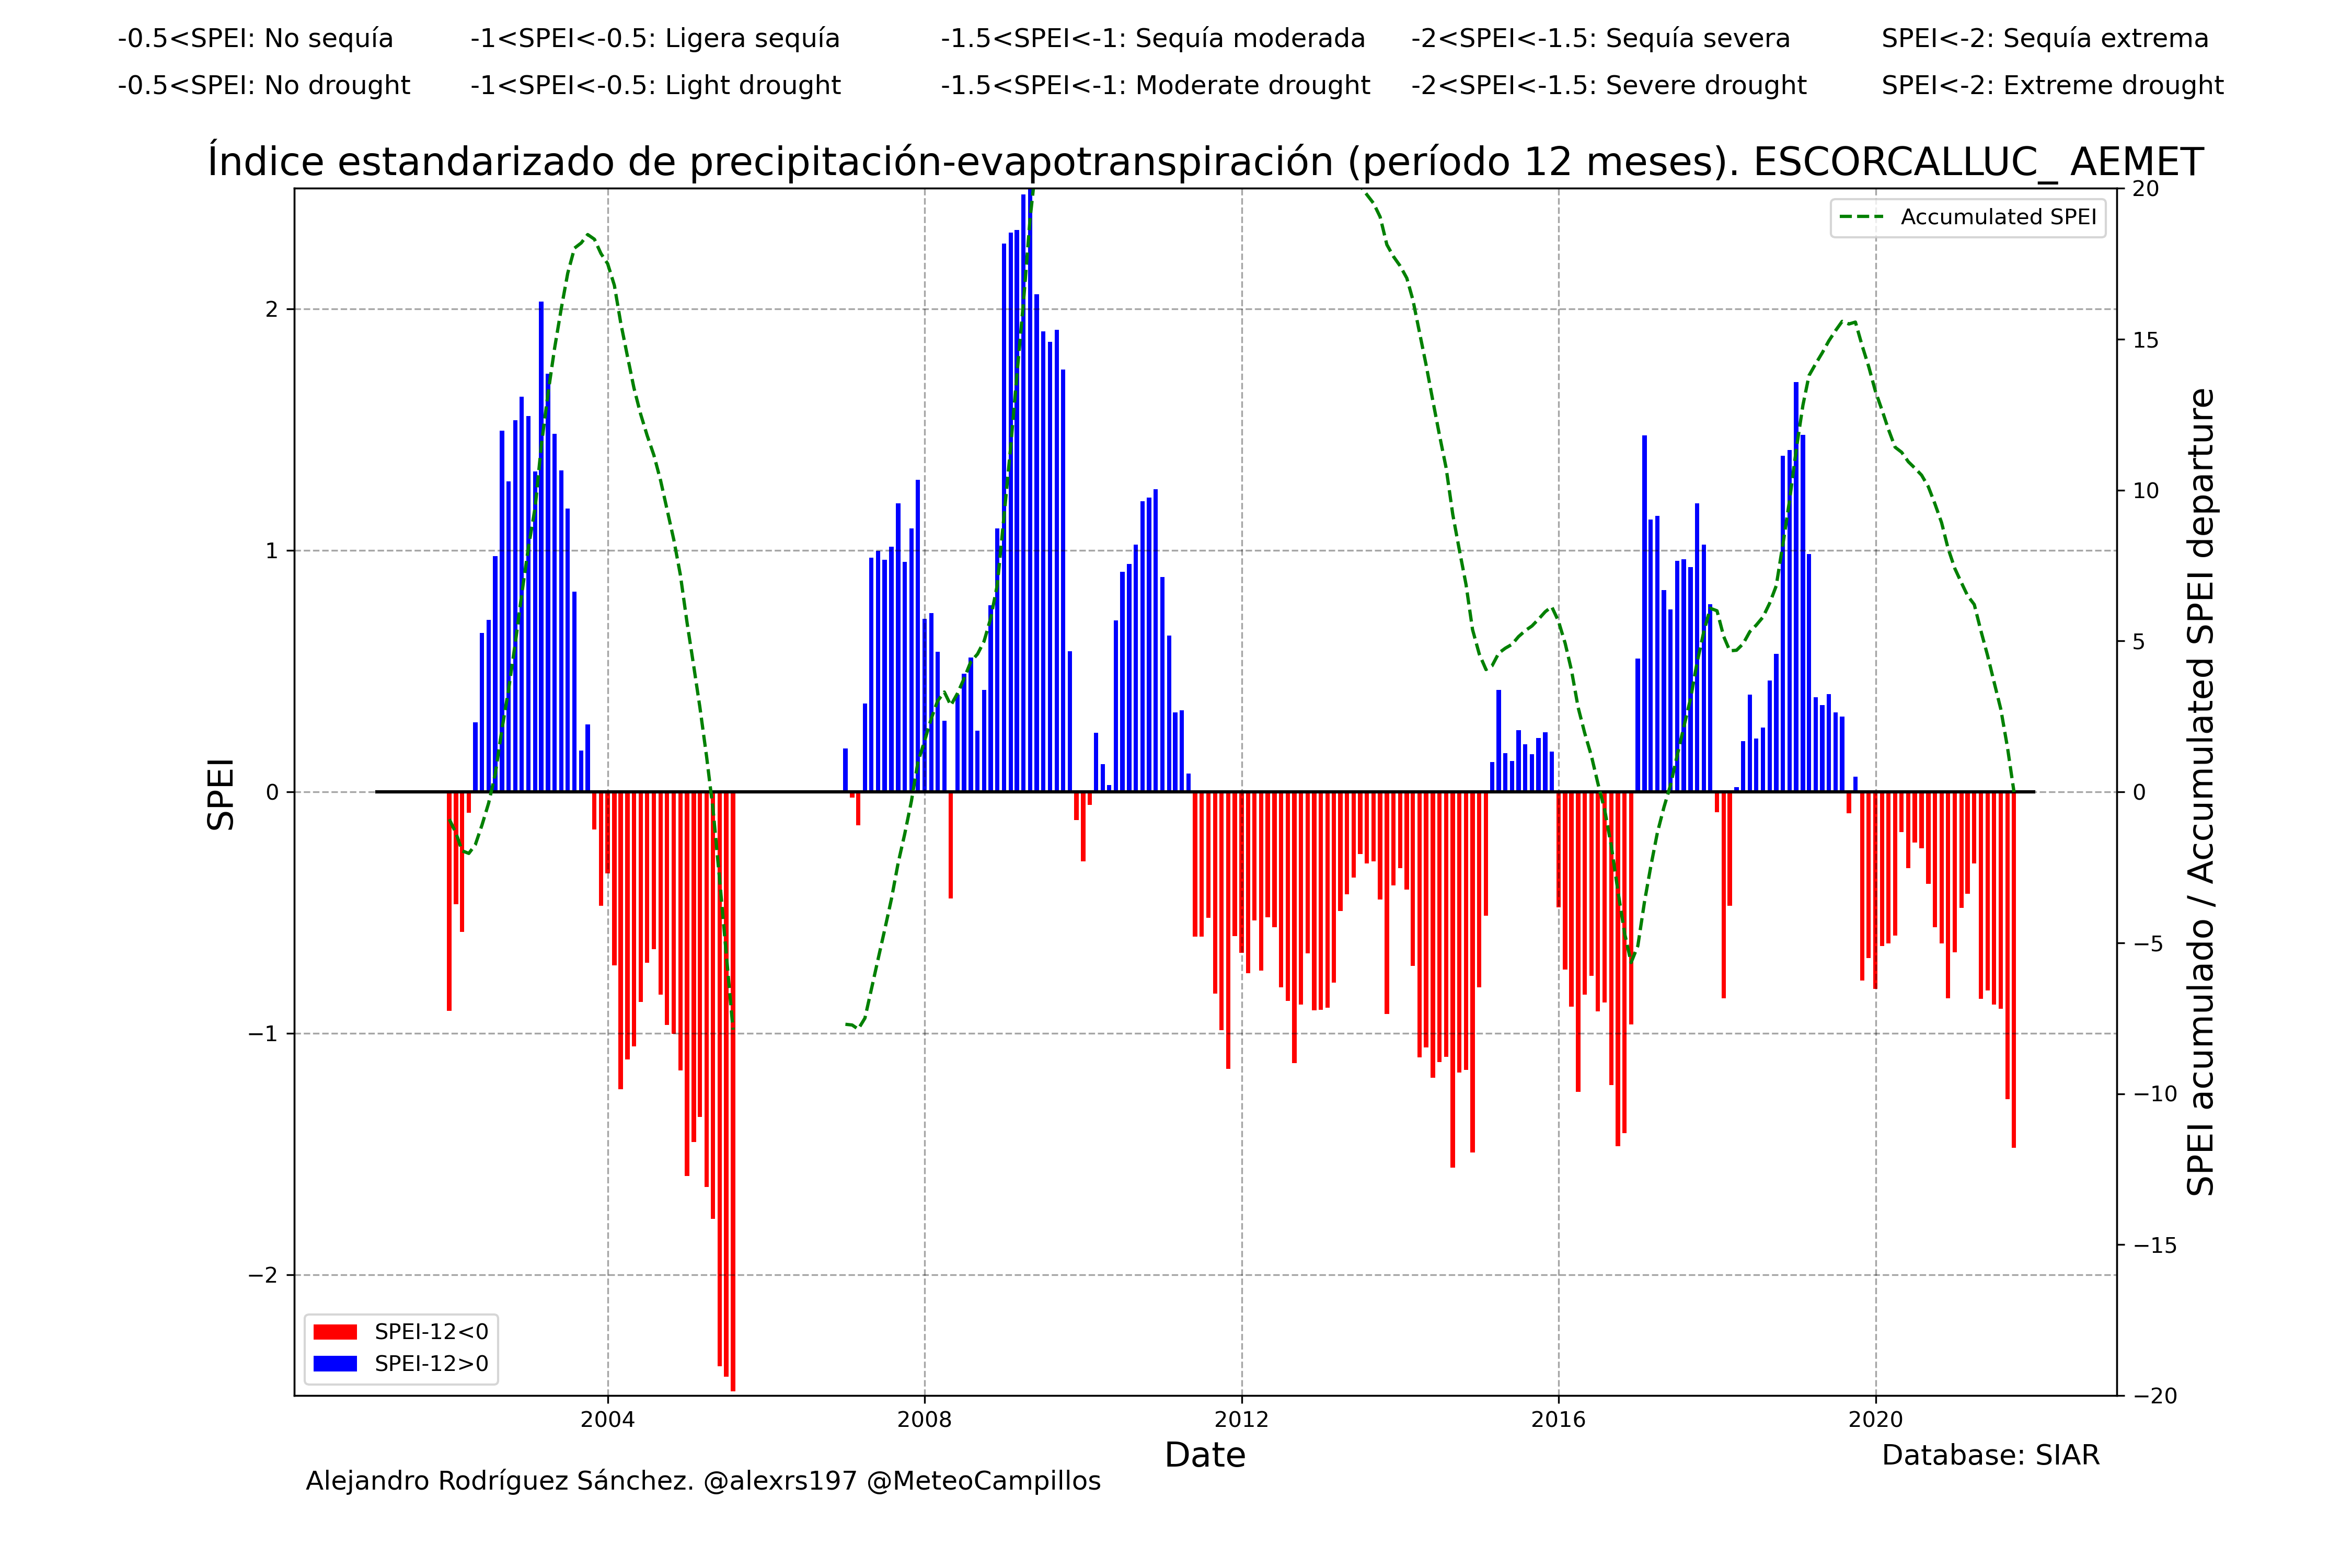 -0.5<SPEI: No sequía -1<SPEI<-0.5: Ligera sequía -1.5<SPEI<-1: Sequía moderada -2<SPEI<-1.5: Sequía severa SPEI<-2: Sequía extrema
-0.5<SPEI: No drought -1<SPEI<-0.5: Light drought -1.5<SPEI<-1: Moderate drought -2<SPEI<-1.5: Severe drought SPEI<-2: Extreme drought
Índice estandarizado de precipitación-evapotranspiración (período 12 meses). ESCORCALLUC_ AEMET
Accumulated SPEI
SPEI
2
1
0
−1
−2
20
15
10
5
0
−5
−10
−15
−20
SPEI acumulado / Accumulated SPEI departure
SPEI-12<0
SPEI-12>0
2004 2008 2012 2016 2020
Date
Database: SIAR
Alejandro Rodríguez Sánchez. @alexrs197 @MeteoCampillos